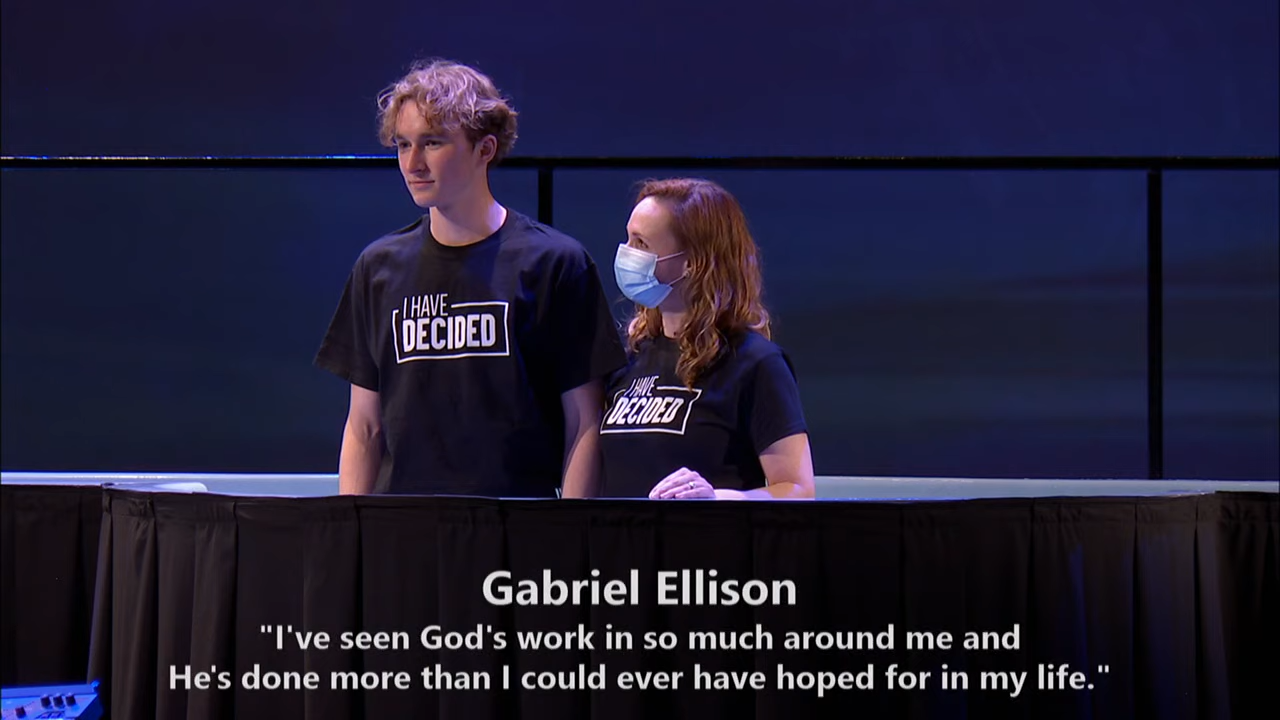 I HAVE
DECIDED
I HAVE
DECIDED
Gabriel Ellison
"I've seen God's work in so much around me and
He's done more than I could ever have hoped for in my life."